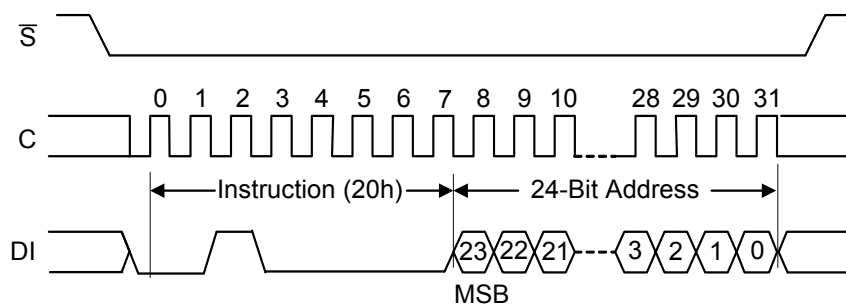 S
0 1 2 3 4 5 6 7 8 9 10 28 29 30 31
C
Instruction (20h) 24-Bit Address
DI 23 22 21 3 2 1 0
MSB